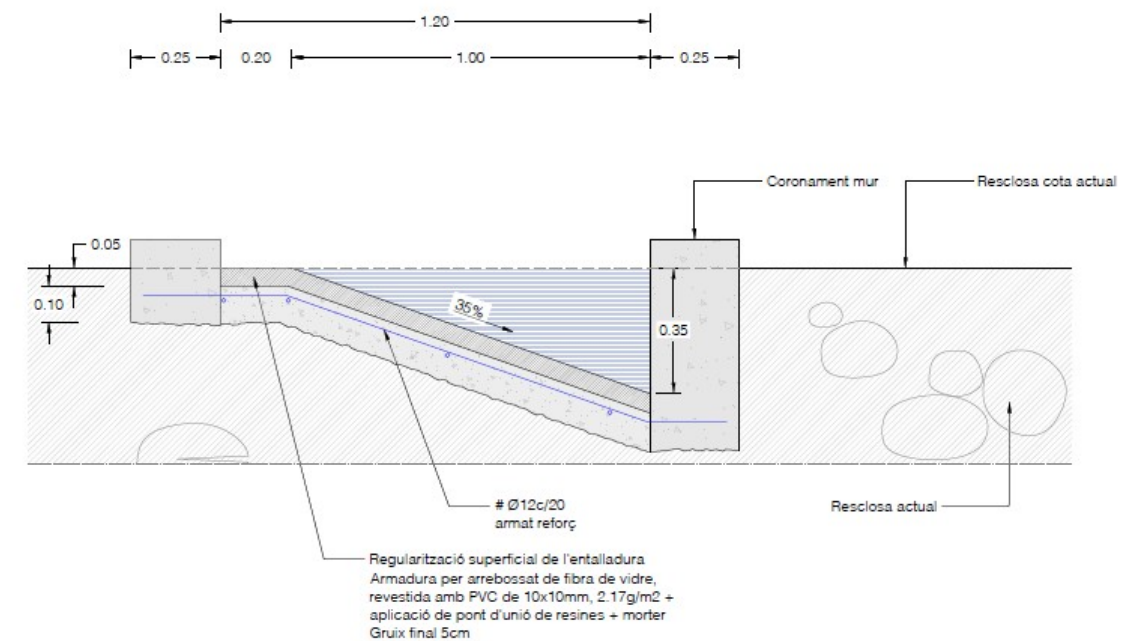 1.20
0.25 0.20 1.00 0.25
Coronament mur
Resclosa cota actual
0.05
0.10
35%
0.35
# Ø12c/20
armat reforç
Resclosa actual
Regularització superficial de l'entalladura
Armadura per arrebossat de fibra de vidre,
revestida amb PVC de 10x10mm, 2.17g/m2 +
aplicació de pont d'unió de resines + morter
Gruix final 5cm